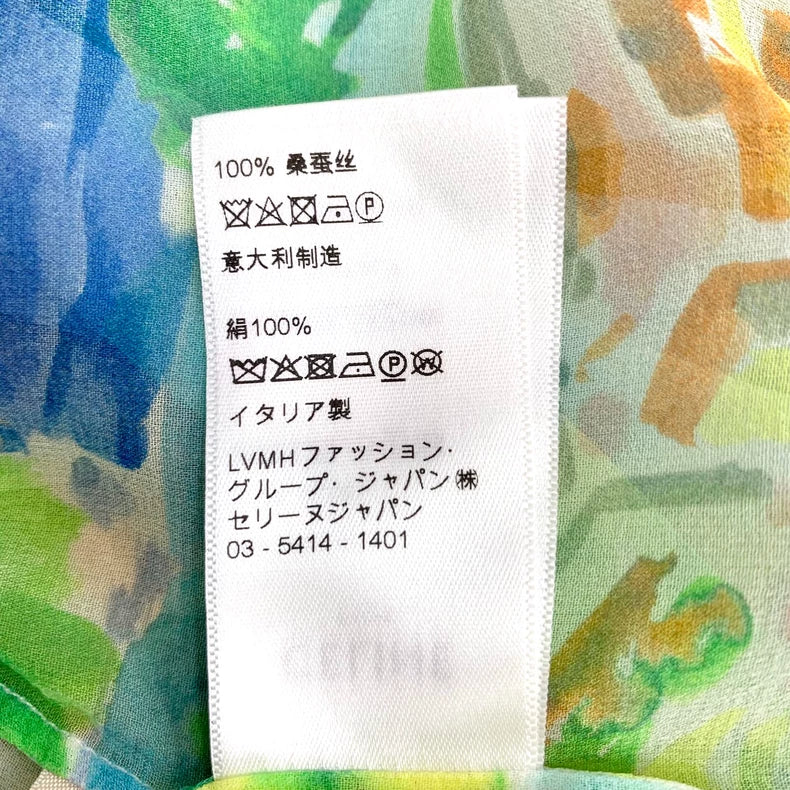 100% 桑蚕丝
意大利制造
絹100%
イタリア製
LVMHファッション・
グループ・ジャパン㈱
セリーヌジャパン
03 - 5414 - 1401